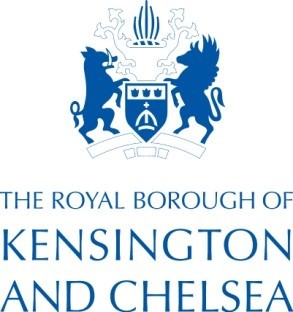 THE ROYAL BOROUGH OF
KENSINGTON
AND CHELSEA